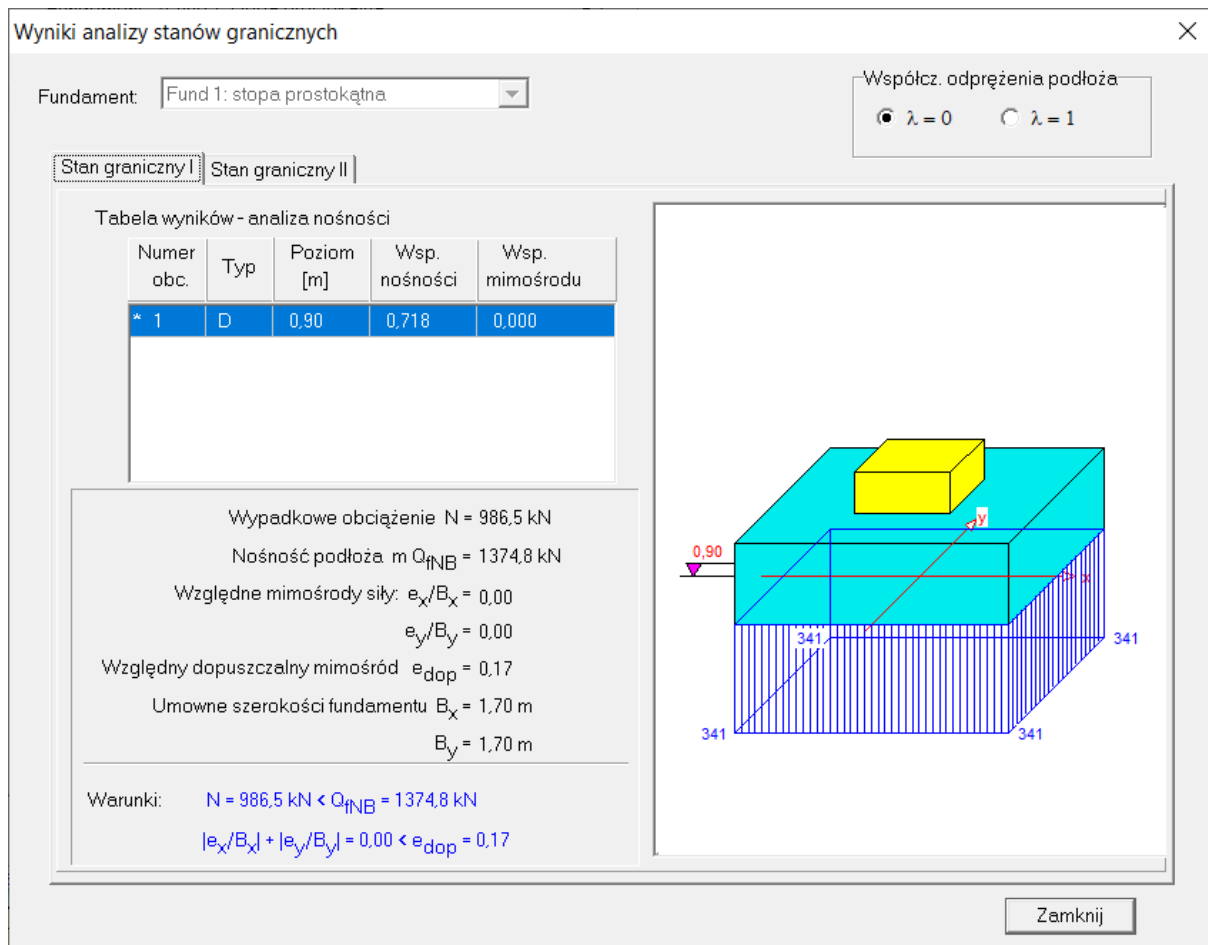 Wyniki analizy stanów granicznych
Fundament: Fund 1: stopa prostokątna
Współcz. odprężenia podłoża
λ = 0 λ = 1
Stan graniczny I Stan graniczny II
Tabela wyników - analiza nośności
Numer obc. Typ Poziom [m] Wsp. nośności Wsp. mimośrodu
* 1 D 0,90 0,718 0,000
Wypadkowe obciążenie N = 986,5 kN
Nośność podłoża m QfNB = 1374,8 kN
Względne mimośrody siły: ex/Bx = 0,00
ey/By = 0,00
Względny dopuszczalny mimośród edop = 0,17
Umowne szerokości fundamentu Bx = 1,70 m
By = 1,70 m
Warunki: N = 986,5 kN < QfNB = 1374,8 kN
|ex/Bx| + |ey/By| = 0,00 < edop = 0,17
y
0,90
x
341 341
341 341
Zamknij